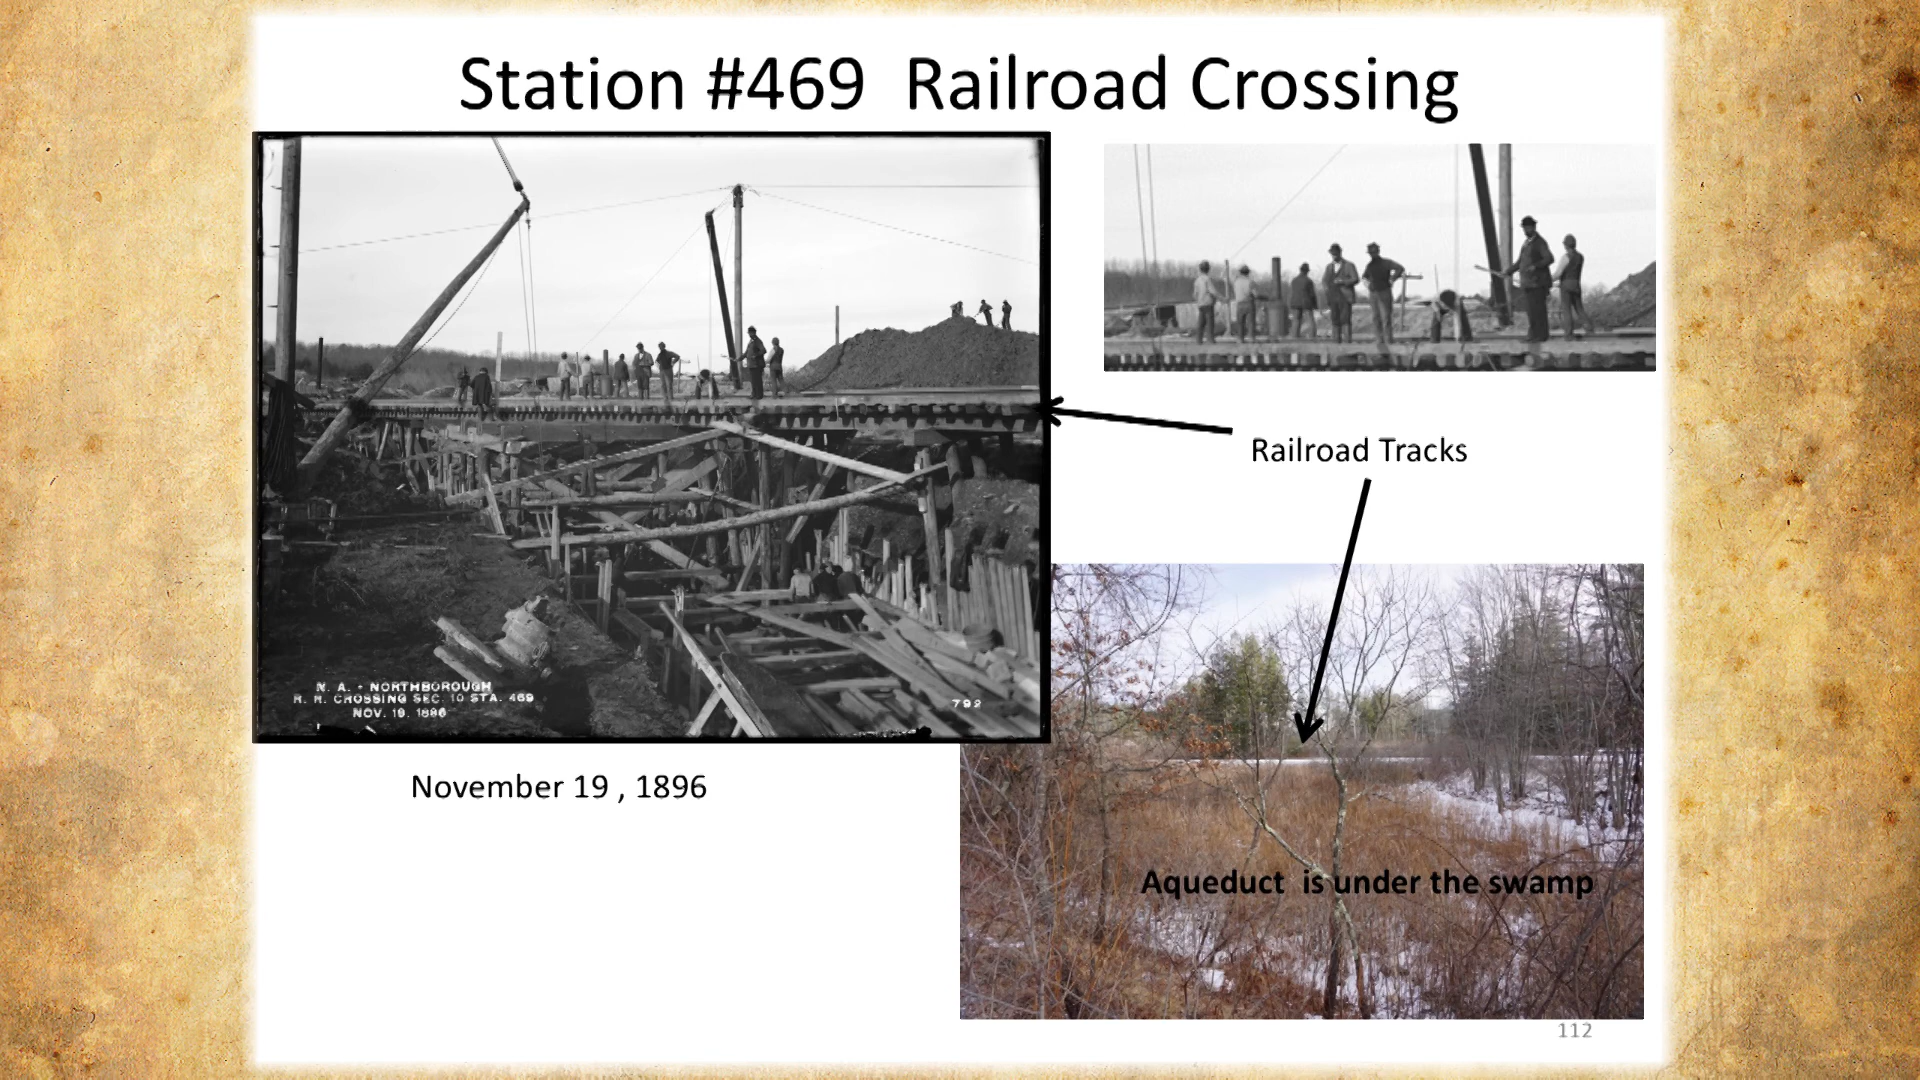 Station #469  Railroad Crossing
Railroad Tracks
N. A. - NORTHBOROUGH
R. R. CROSSING SEC. 10 STA. 469
NOV. 19. 1896
792
November 19 , 1896
Aqueduct  is under the swamp
112